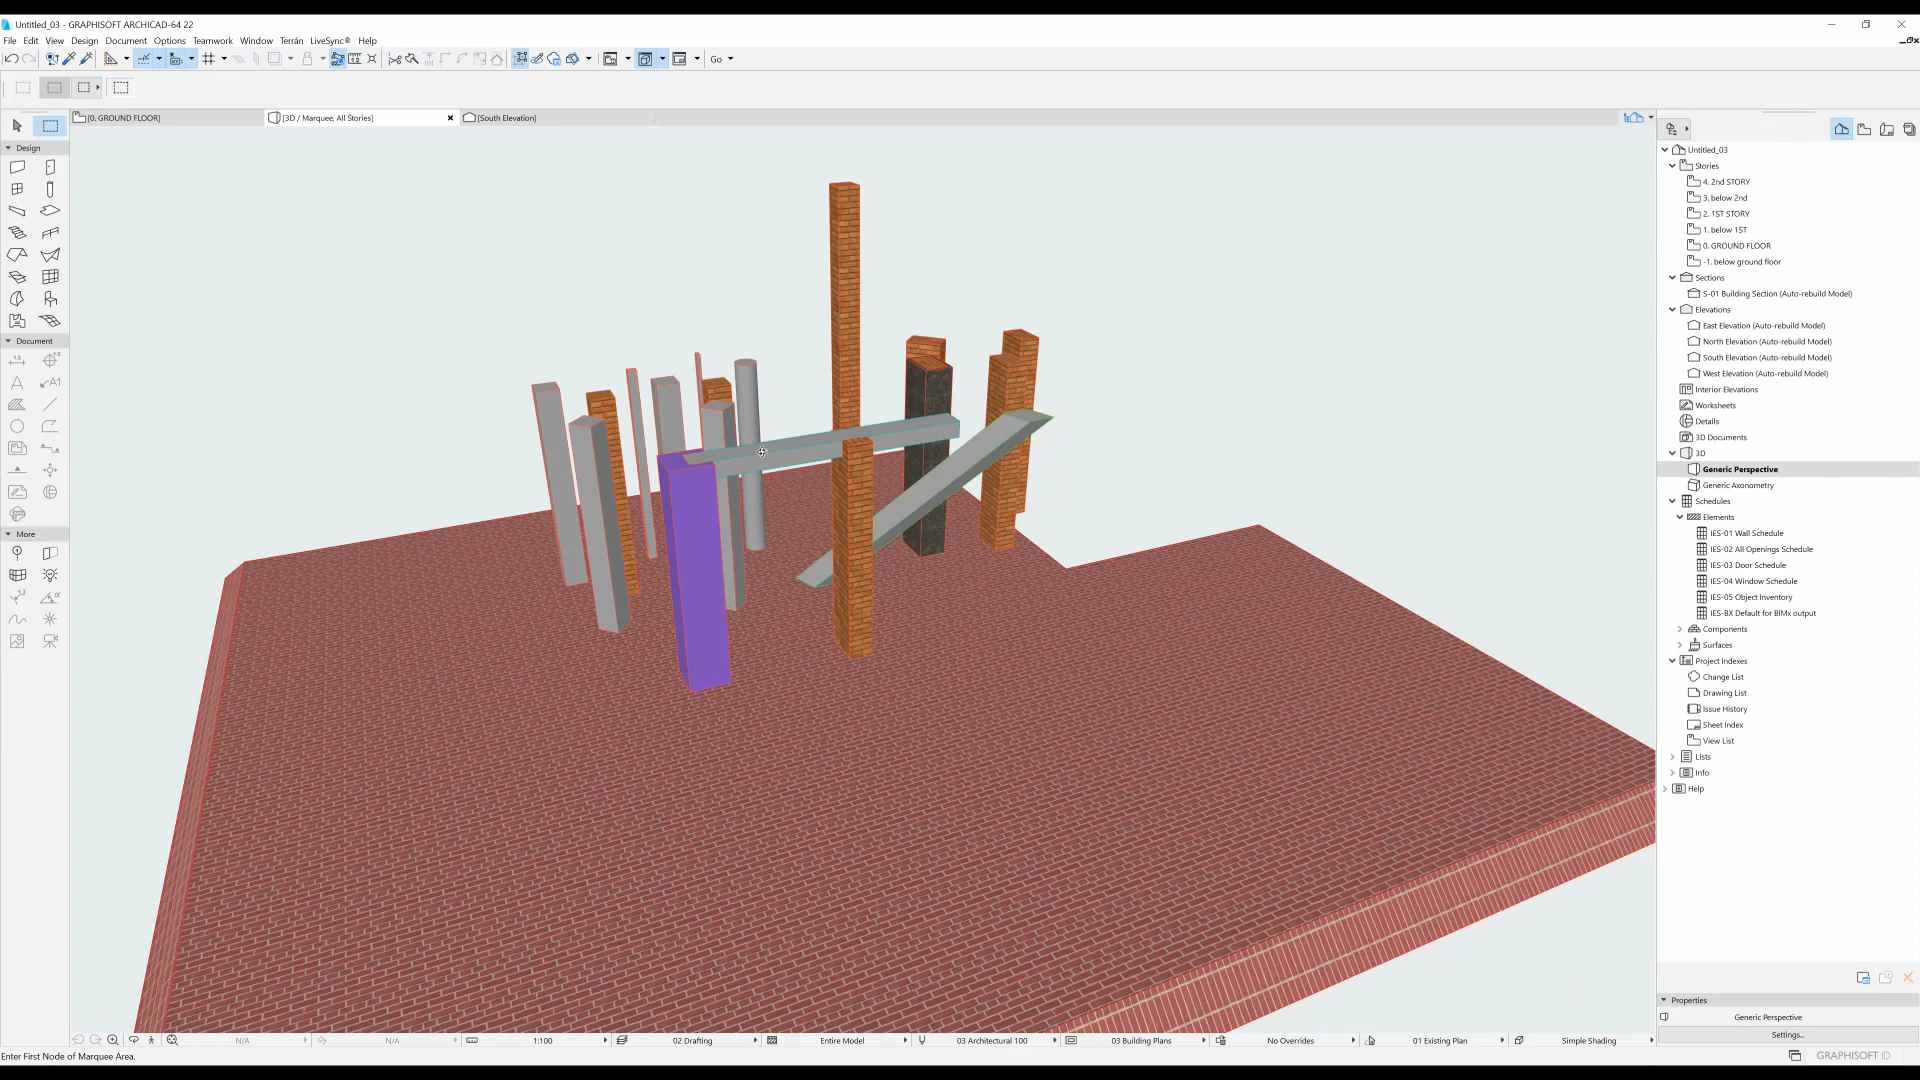 Untitled_03 - GRAPHISOFT ARCHICAD-64 22
File Edit View Design Document Options Teamwork Window Terrán LiveSync® Help
Go
[0. GROUND FLOOR]
[3D / Marquee, All Stories]
[South Elevation]
Design
Document
More
Untitled_03
Stories
4. 2nd STORY
3. below 2nd
2. 1ST STORY
1. below 1ST
0. GROUND FLOOR
-1. below ground floor
Sections
S-01 Building Section (Auto-rebuild Model)
Elevations
East Elevation (Auto-rebuild Model)
North Elevation (Auto-rebuild Model)
South Elevation (Auto-rebuild Model)
West Elevation (Auto-rebuild Model)
Interior Elevations
Worksheets
Details
3D Documents
3D
Generic Perspective
Generic Axonometry
Schedules
Elements
IES-01 Wall Schedule
IES-02 All Openings Schedule
IES-03 Door Schedule
IES-04 Window Schedule
IES-05 Object Inventory
IES-BX Default for BIMx output
Components
Surfaces
Project Indexes
Change List
Drawing List
Issue History
Sheet Index
View List
Lists
Info
Help
Properties
Generic Perspective
Settings...
N/A N/A 1:100 02 Drafting Entire Model 03 Architectural 100 03 Building Plans No Overrides 01 Existing Plan Simple Shading
Enter First Node of Marquee Area.
GRAPHISOFT ID